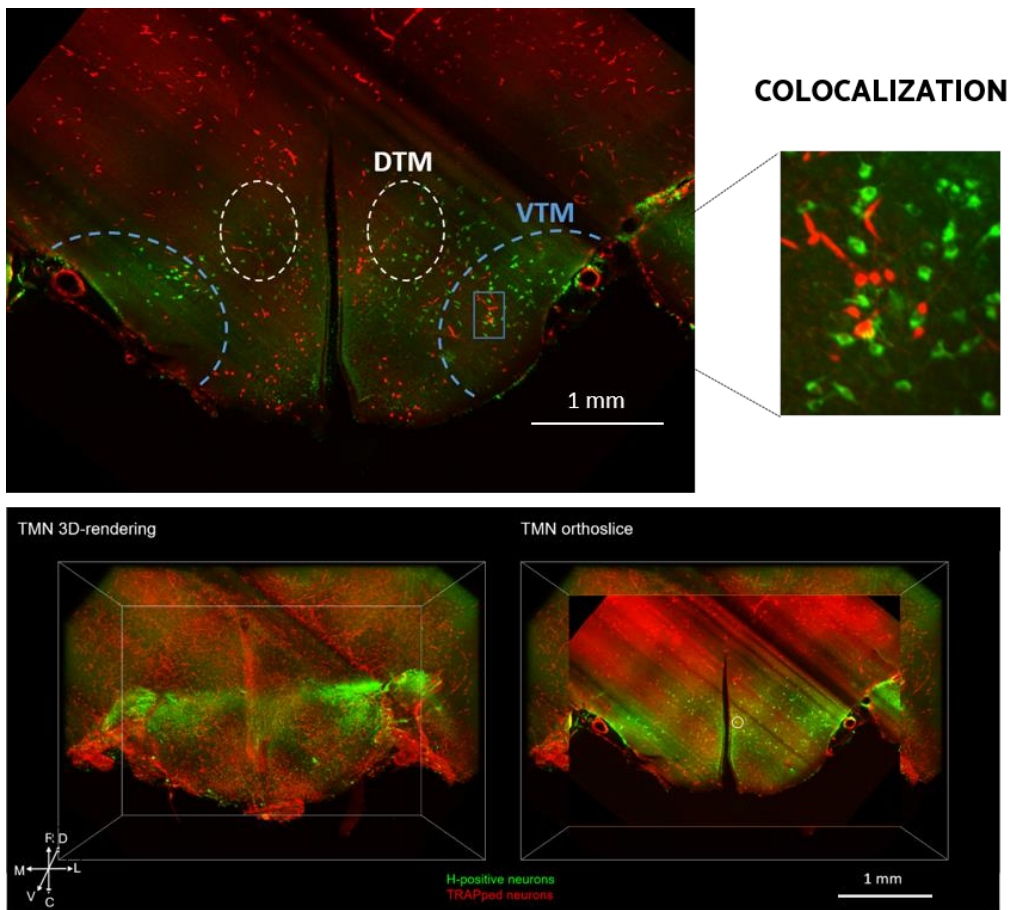 COLOCALIZATION
DTM
VTM
1 mm
TMN 3D-rendering
TMN orthoslice
R D
M L
V C
H-positive neurons
TRAPped neurons
1 mm